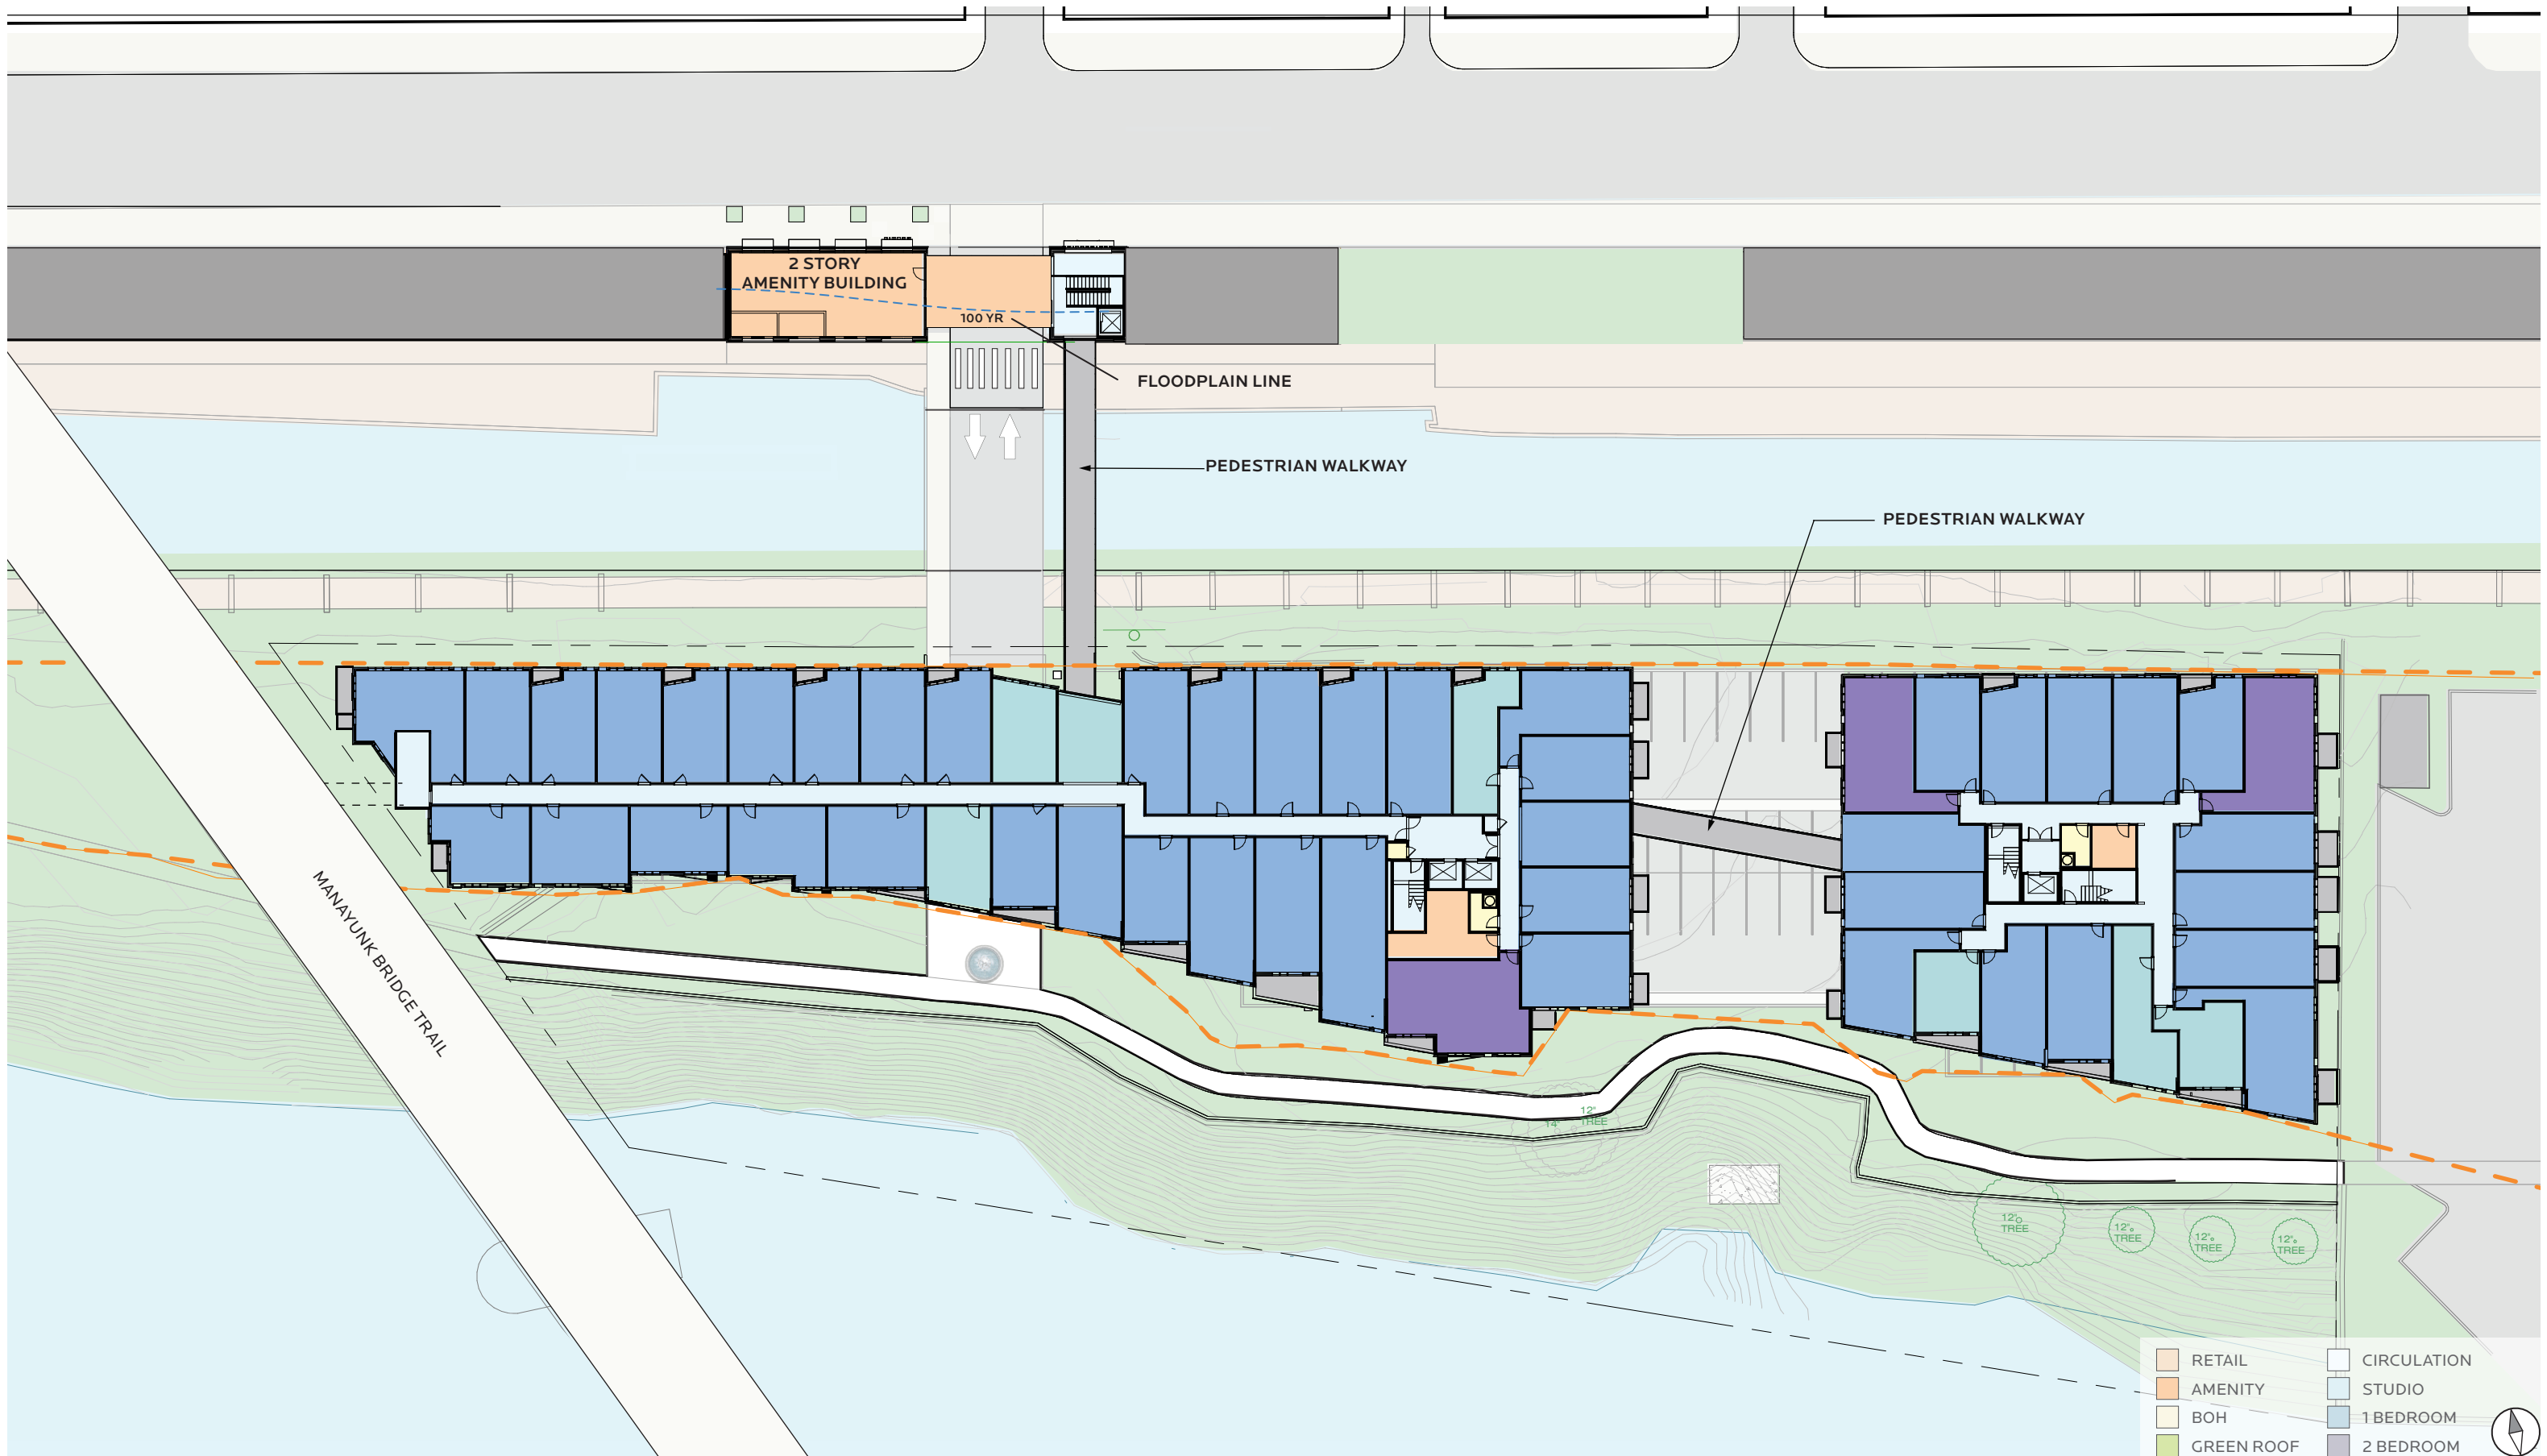 2 STORY
AMENITY BUILDING
100 YR
FLOODPLAIN LINE
PEDESTRIAN WALKWAY
PEDESTRIAN WALKWAY
MANAYUNK BRIDGE TRAIL
12"
TREE
14"
12"
TREE
12"
TREE
12"
TREE
12"
TREE
RETAIL
AMENITY
BOH
GREEN ROOF
CIRCULATION
STUDIO
1 BEDROOM
2 BEDROOM